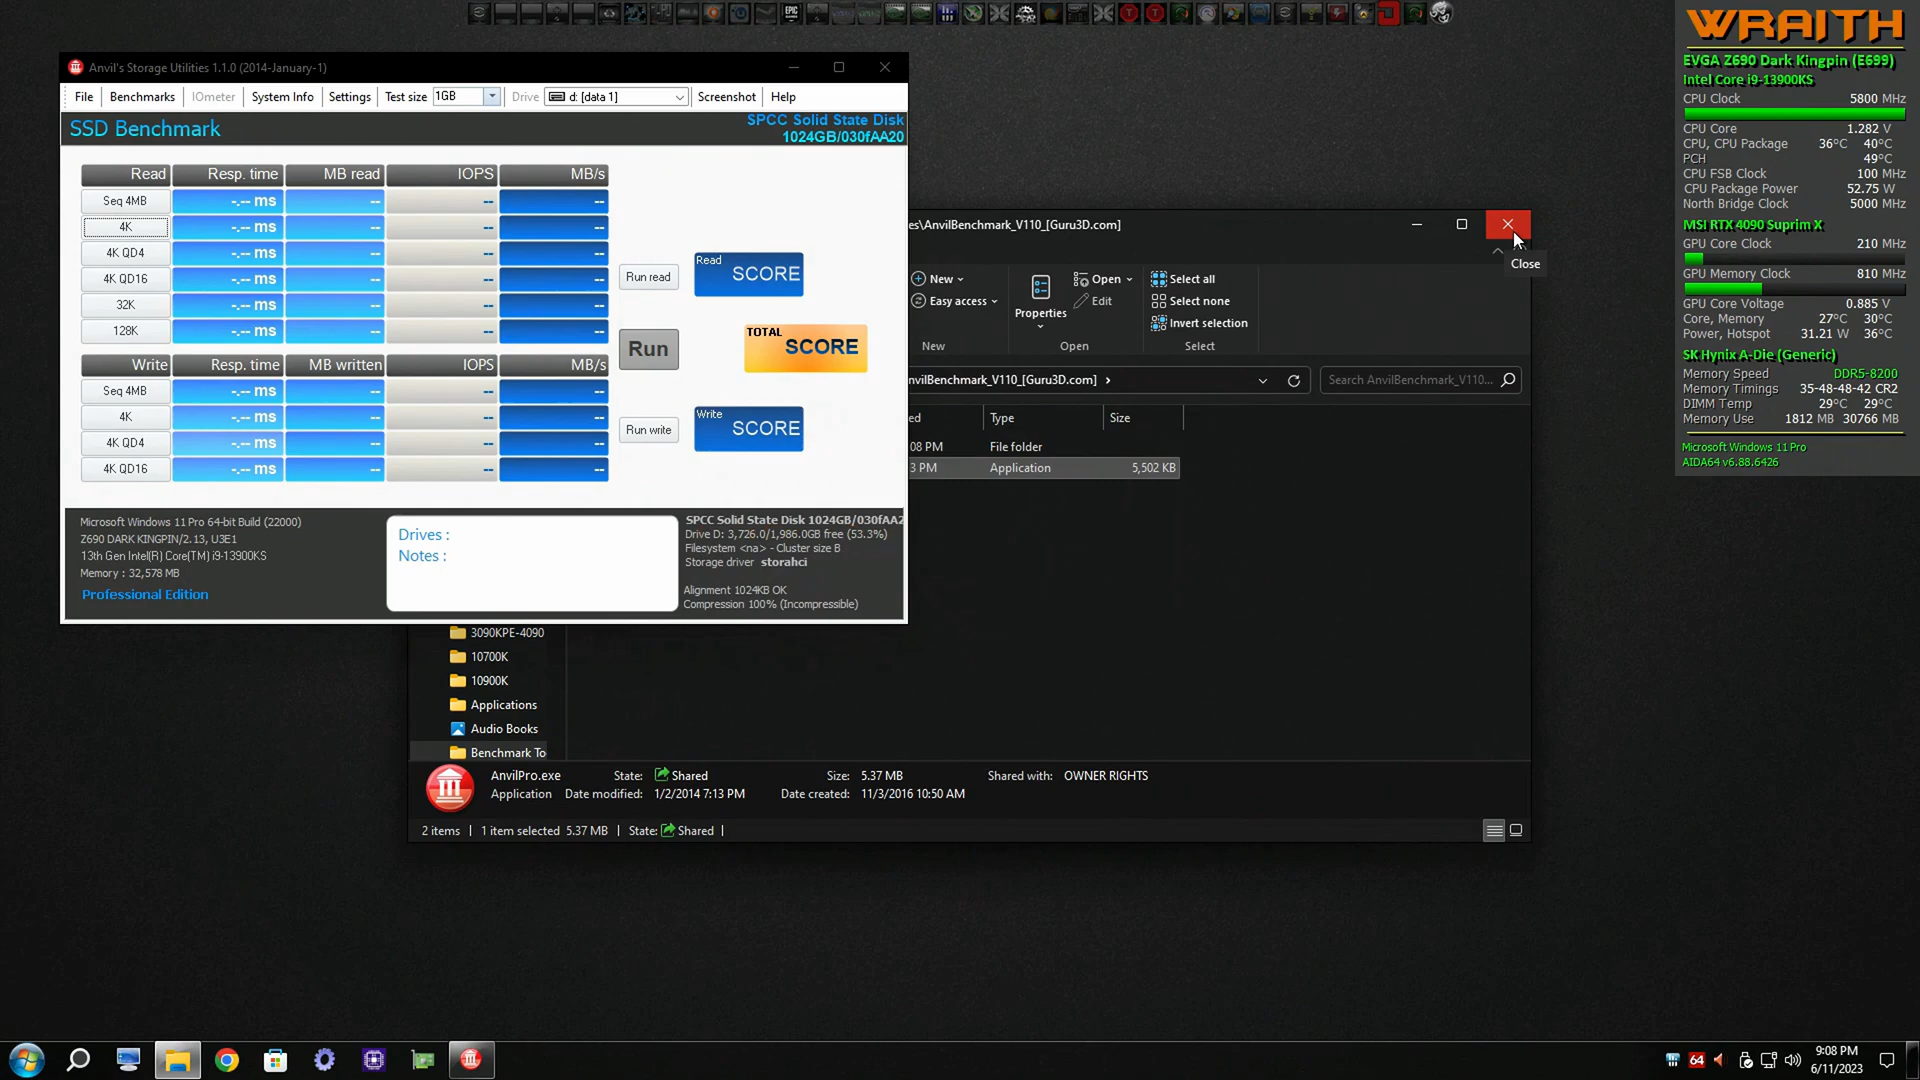 Anvil's Storage Utilities 1.1.0 (2014-January-1)
File Benchmarks IOmeter System Info Settings Test size 1GB Drive d: [data 1] Screenshot Help
SSD Benchmark
SPCC Solid State Disk
1024GB/030fAA20
Read Resp. time MB read IOPS MB/s
Seq 4MB -.-- ms -- -- --
4K -.-- ms -- -- --
4K QD4 -.-- ms -- -- --
4K QD16 -.-- ms -- -- --
32K -.-- ms -- -- --
128K -.-- ms -- -- --
Run read
Read
SCORE
Run
TOTAL
SCORE
Write Resp. time MB written IOPS MB/s
Seq 4MB -.-- ms -- -- --
4K -.-- ms -- -- --
4K QD4 -.-- ms -- -- --
4K QD16 -.-- ms -- -- --
Run write
Write
SCORE
Microsoft Windows 11 Pro 64-bit Build (22000)
Z690 DARK KINGPIN/2.13, U3E1
13th Gen Intel(R) Core(TM) i9-13900KS
Memory : 32,578 MB
Professional Edition
Drives :
Notes :
SPCC Solid State Disk 1024GB/030fAA2
Drive D: 3,726.0/1,986.0GB free (53.3%)
Filesystem <na> - Cluster size B
Storage driver storahci
Alignment 1024KB OK
Compression 100% (Incompressible)
es\AnvilBenchmark_V110_[Guru3D.com]
Close
New
Easy access
New
Properties
Open
Edit
Open
Select all
Select none
Invert selection
Select
nvilBenchmark_V110_[Guru3D.com]
Search AnvilBenchmark_V110...
ed Type Size
08 PM File folder
3 PM Application 5,502 KB
3090KPE-4090
10700K
10900K
Applications
Audio Books
Benchmark To
AnvilPro.exe State: Shared Size: 5.37 MB Shared with: OWNER RIGHTS
Application Date modified: 1/2/2014 7:13 PM Date created: 11/3/2016 10:50 AM
2 items | 1 item selected 5.37 MB | State: Shared |
WRAITH
EVGA Z690 Dark Kingpin (E699)
Intel Core i9-13900KS
CPU Clock 5800 MHz
CPU Core 1.282 V
CPU, CPU Package 36°C 40°C
PCH 49°C
CPU FSB Clock 100 MHz
CPU Package Power 52.75 W
North Bridge Clock 5000 MHz
MSI RTX 4090 Suprim X
GPU Core Clock 210 MHz
GPU Memory Clock 810 MHz
GPU Core Voltage 0.885 V
Core, Memory 27°C 30°C
Power, Hotspot 31.21 W 36°C
SK Hynix A-Die (Generic)
Memory Speed DDR5-8200
Memory Timings 35-48-48-42 CR2
DIMM Temp 29°C 29°C
Memory Use 1812 MB 30766 MB
Microsoft Windows 11 Pro
AIDA64 v6.88.6426
EPIC
64
9:08 PM
6/11/2023